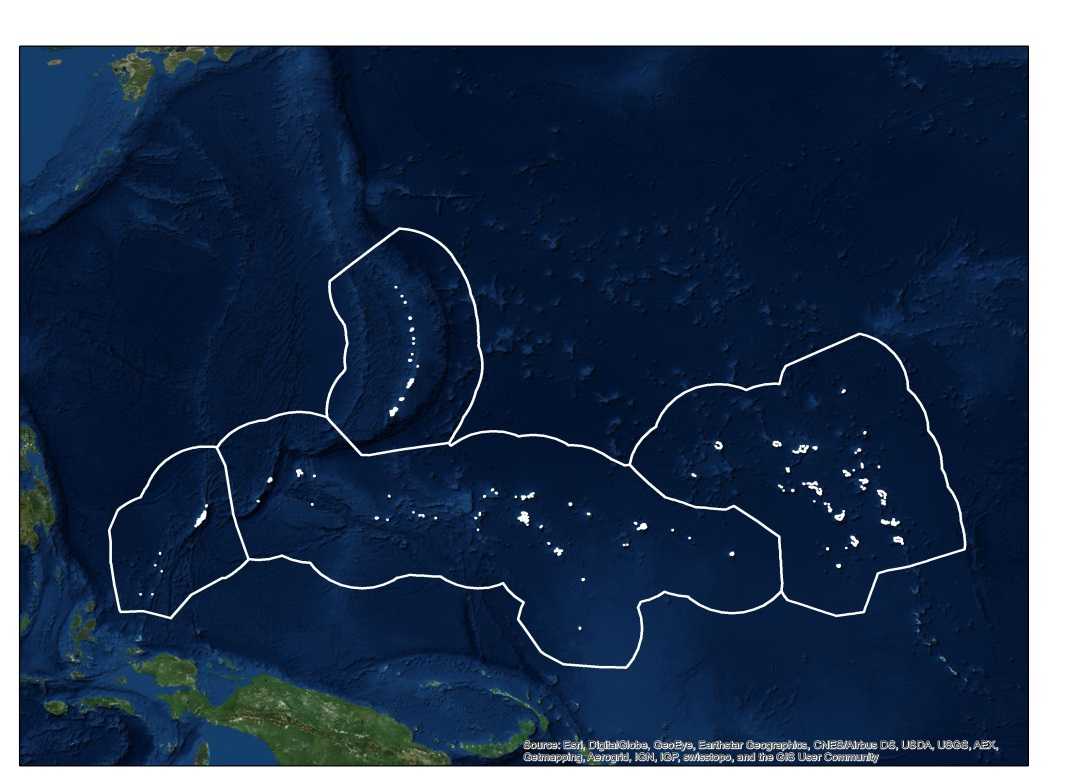 Source: Esri, DigitalGlobe, GeoEye, Earthstar Geographics, CNES/Airbus DS, USDA, USGS, AEX,
Getmapping, Aerogrid, IGN, IGP, swisstopo, and the GIS User Community